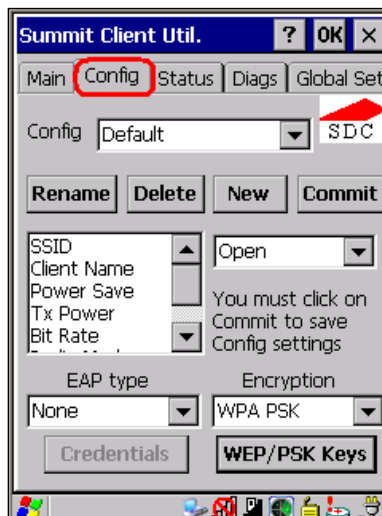 Summit Client Util. ? OK ×
Main Config Status Diags Global Set
Config Default SDC
Rename Delete New Commit
SSID
Client Name
Power Save
Tx Power
Bit Rate
Open
You must click on
Commit to save
Config settings
EAP type Encryption
None WPA PSK
Credentials WEP/PSK Keys